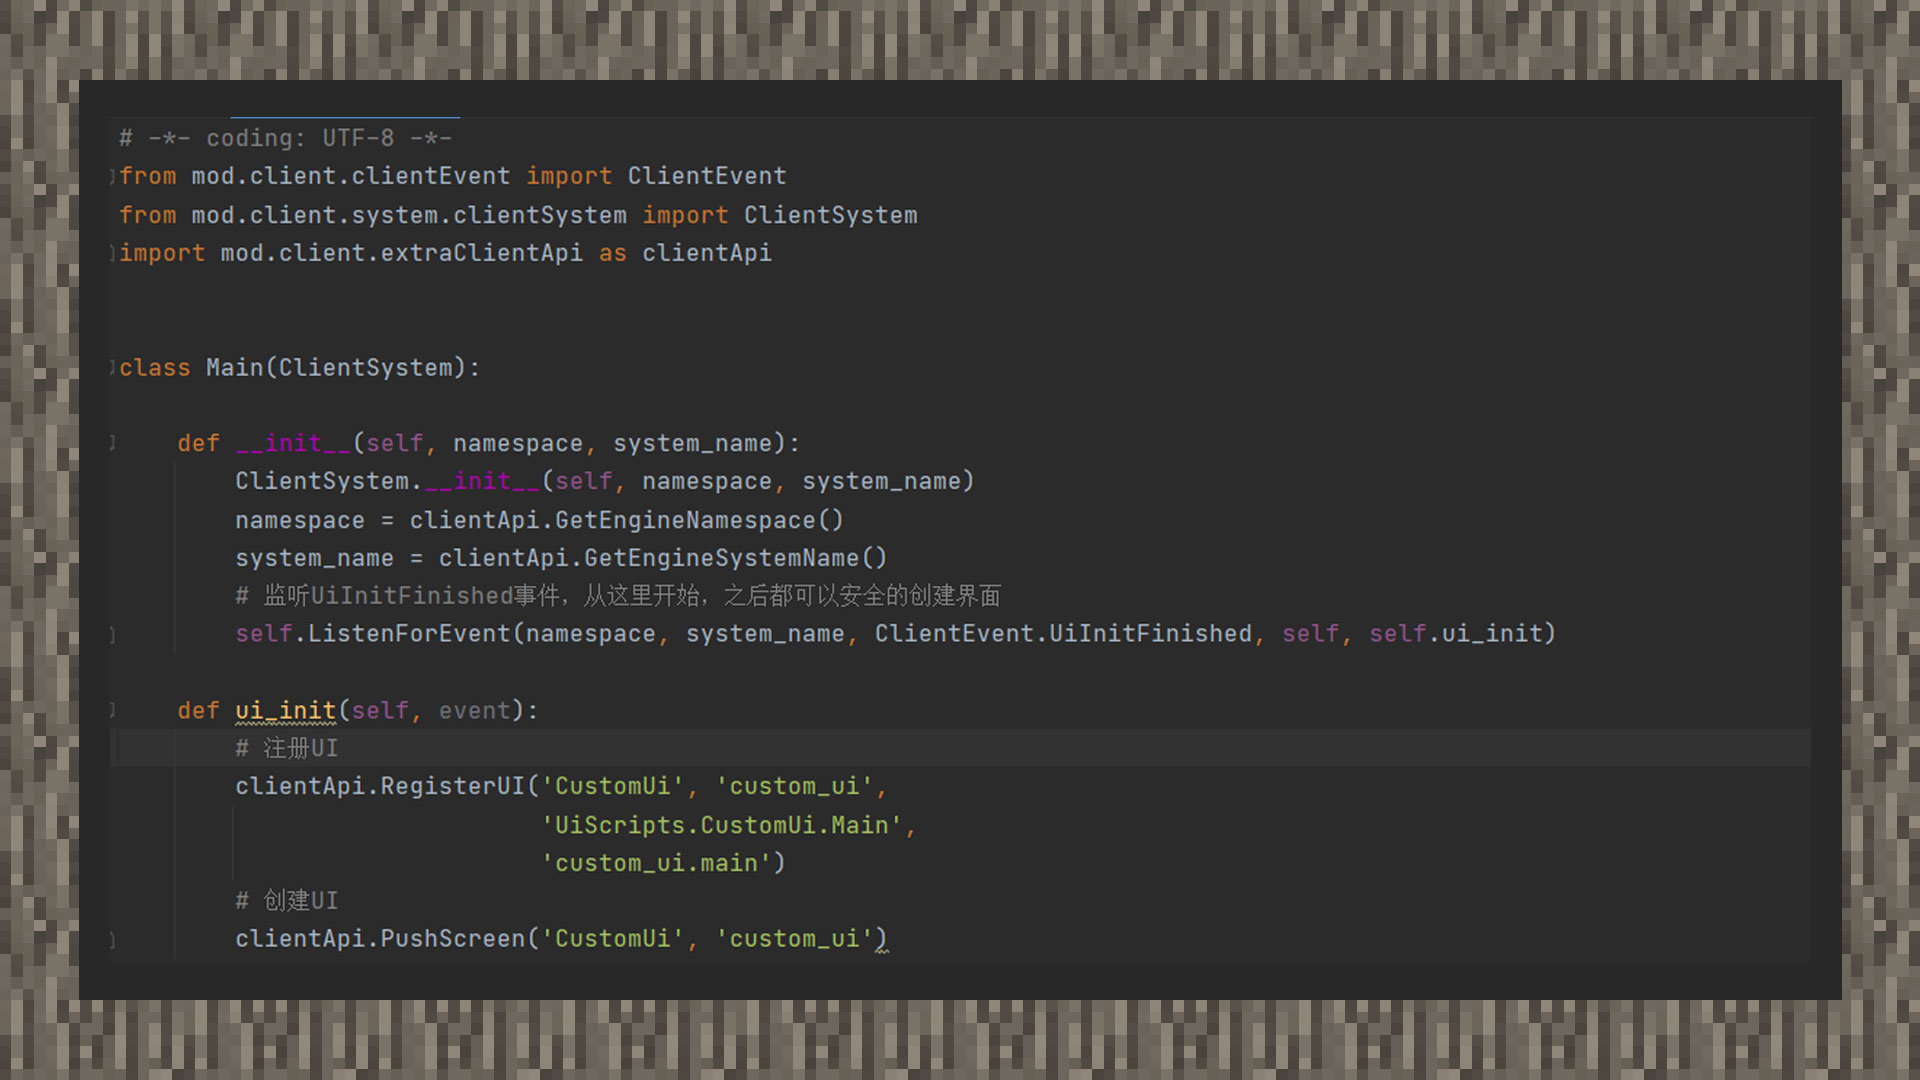 # -*- coding: UTF-8 -*-
from mod.client.clientEvent import ClientEvent
from mod.client.system.clientSystem import ClientSystem
import mod.client.extraClientApi as clientApi
class Main(ClientSystem):
def __init__(self, namespace, system_name):
ClientSystem.__init__(self, namespace, system_name)
namespace = clientApi.GetEngineNamespace()
system_name = clientApi.GetEngineSystemName()
# 监听UiInitFinished事件，从这里开始，之后都可以安全的创建界面
self.ListenForEvent(namespace, system_name, ClientEvent.UiInitFinished, self, self.ui_init)
def ui_init(self, event):
# 注册UI
clientApi.RegisterUI('CustomUi', 'custom_ui',
'UiScripts.CustomUi.Main',
'custom_ui.main')
# 创建UI
clientApi.PushScreen('CustomUi', 'custom_ui')